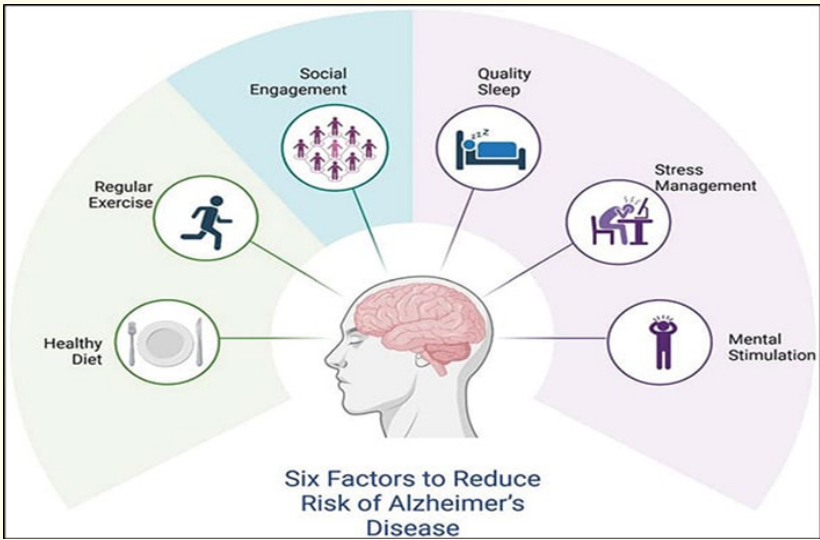 Social
Engagement
Quality
Sleep
Regular
Exercise
Stress
Management
Healthy
Diet
Mental
Stimulation
zzZ
Six Factors to Reduce
Risk of Alzheimer's
Disease